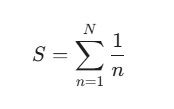 S = \sum_{n=1}^{N} \frac{1}{n}